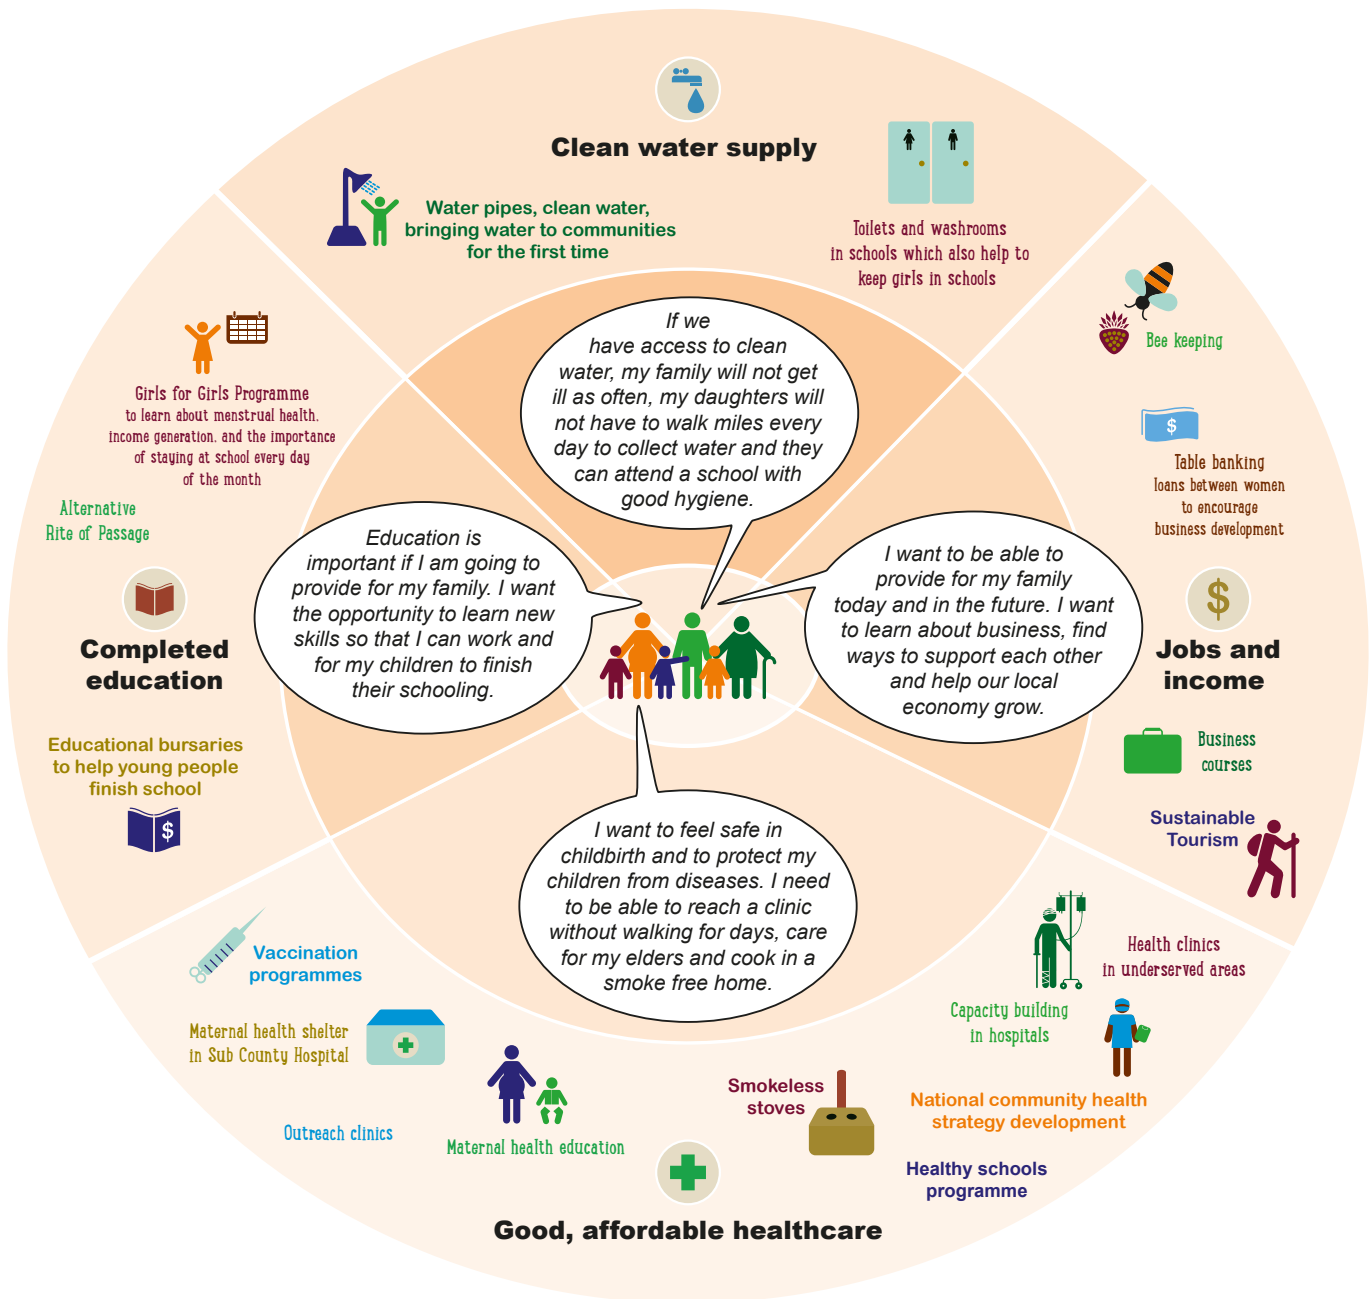 Clean water supply
Water pipes, clean water,
bringing water to communities
for the first time
Toilets and washrooms
in schools which also help to
keep girls in schools
If we
have access to clean
water, my family will not get
ill as often, my daughters will
not have to walk miles every
day to collect water and they
can attend a school with
good hygiene.
Bee keeping
$
Table banking
loans between women
to encourage
business development
$
Jobs and
income
Business
courses
Sustainable
Tourism
I want to be able to
provide for my family
today and in the future. I want
to learn about business, find
ways to support each other
and help our local
economy grow.
Girls for Girls Programme
to learn about menstrual health,
income generation, and the importance
of staying at school every day
of the month
Alternative
Rite of Passage
Completed
education
Educational bursaries
to help young people
finish school
$
Education is
important if I am going to
provide for my family. I want
the opportunity to learn new
skills so that I can work and
for my children to finish
their schooling.
I want to feel safe in
childbirth and to protect my
children from diseases. I need
to be able to reach a clinic
without walking for days, care
for my elders and cook in a
smoke free home.
Vaccination
programmes
Maternal health shelter
in Sub County Hospital
Outreach clinics
Maternal health education
Smokeless
stoves
Health clinics
in underserved areas
Capacity building
in hospitals
National community health
strategy development
Healthy schools
programme
Good, affordable healthcare